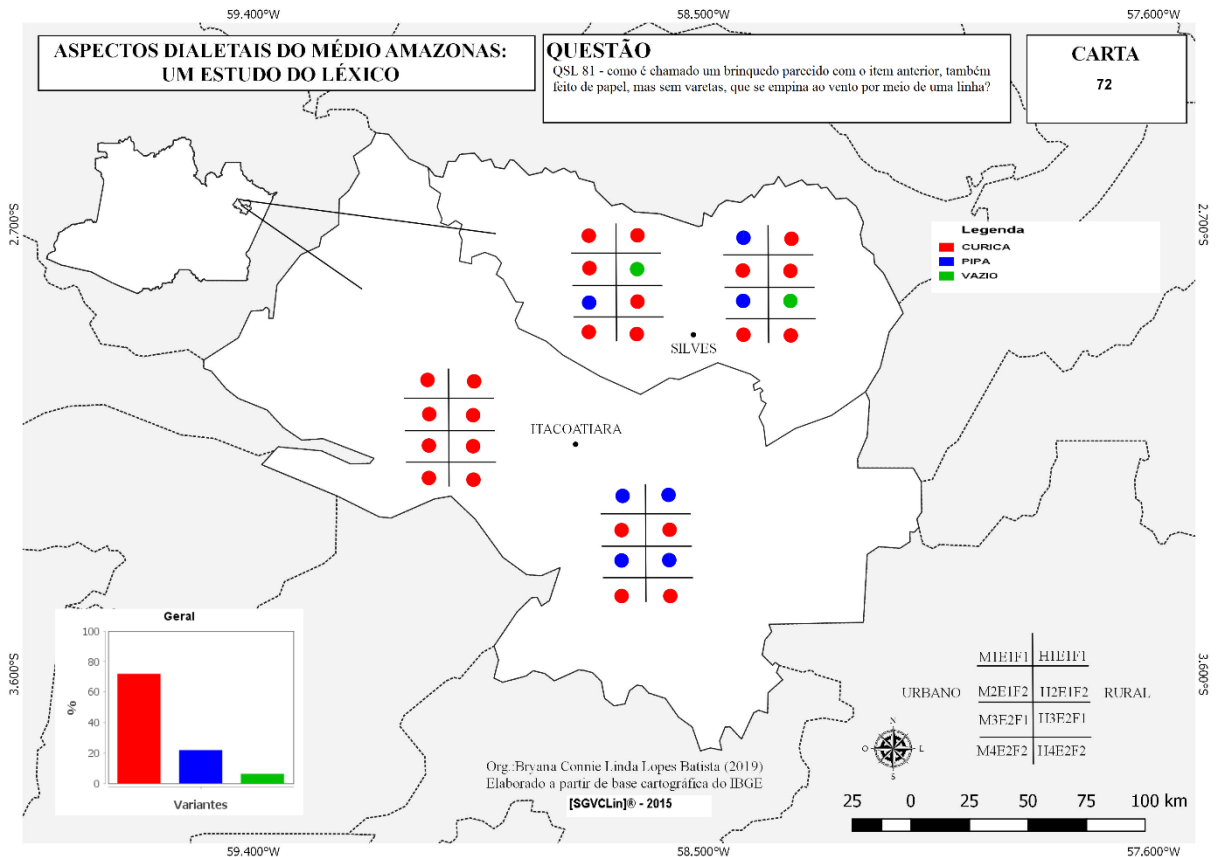 59.400°W
58.500°W
57.600°W
ASPECTOS DIALETAIS DO MÉDIO AMAZONAS:
UM ESTUDO DO LÉXICO
QUESTÃO
QSL 81 - como é chamado um brinquedo parecido com o item anterior, também
feito de papel, mas sem varetas, que se empina ao vento por meio de uma linha?
CARTA
72
2.700°S
2.700°S
Legenda
CURICA
PIPA
VAZIO
SILVES
ITACOATIARA
Geral
100
80
60
40
20
0
%
Variantes
3.600°S
3.600°S
M1E1F1 H1E1F1
URBANO M2E1F2 H2E1F2 RURAL
M3E2F1 H3E2F1
M4E2F2 H4E2F2
N
O L
S
Org.:Bryana Connie Linda Lopes Batista (2019)
Elaborado a partir de base cartográfica do IBGE
[SGVCLin]® - 2015
25 0 25 50 75 100 km
59.400°W
58.500°W
57.600°W